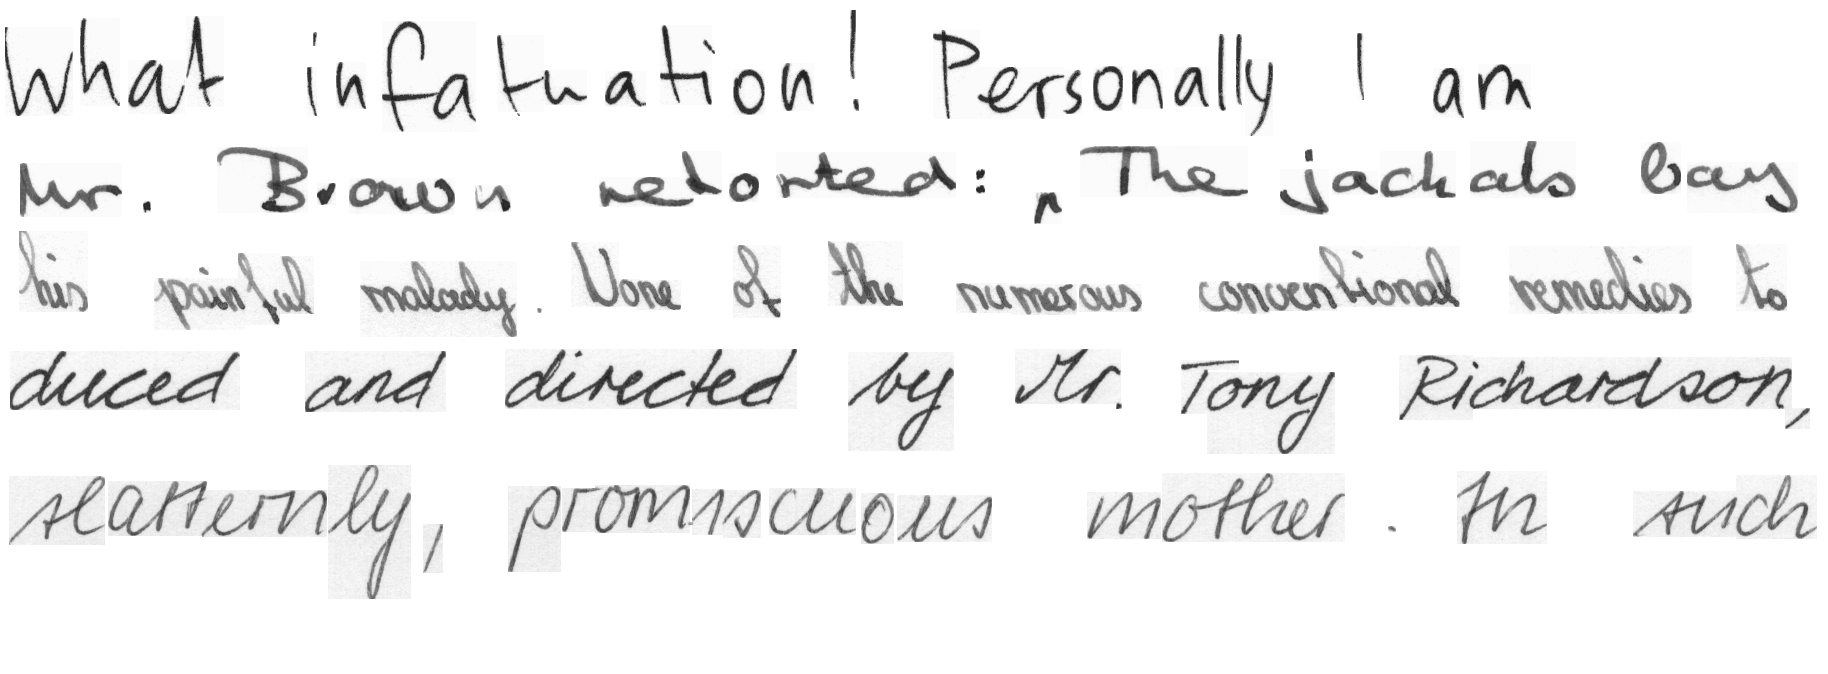 What infatuation! Personally I am
Mr. Brown retorted: „The jackals bay
his painful malady. None of the numerous conventional remedies to
duced and directed by Mr. Tony Richardson,
slatternly, promiscuous mother. In such